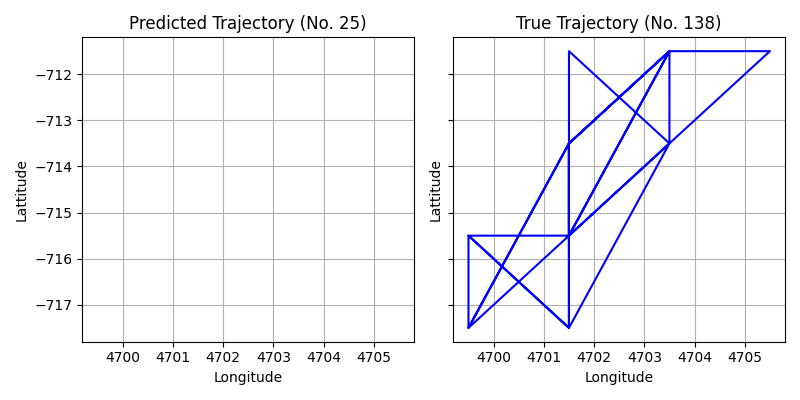 Predicted Trajectory (No. 25)
True Trajectory (No. 138)
Lattitude
−712
−713
−714
−715
−716
−717
4700 4701 4702 4703 4704 4705
Longitude
Lattitude
4700 4701 4702 4703 4704 4705
Longitude